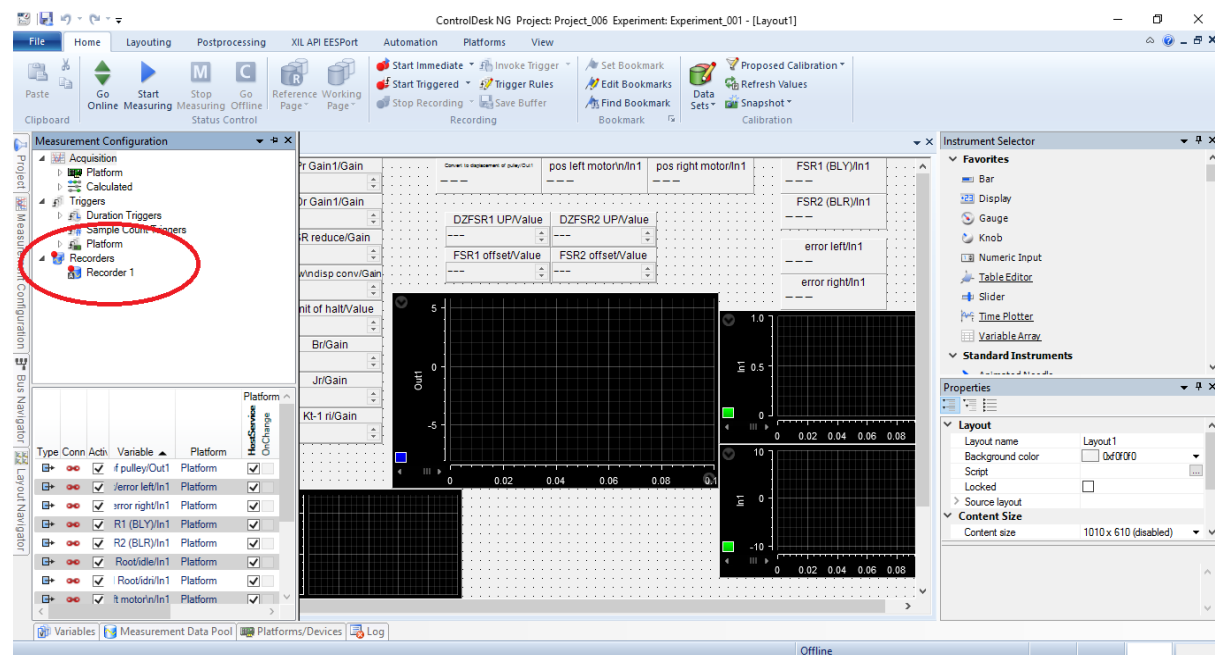 ControlDesk NG Project: Project_006 Experiment: Experiment_001 - [Layout1]
File Home Layouting Postprocessing XIL API EESPort Automation Platforms View
Paste
Clipboard
Go Online
Start Measuring
Stop Measuring
Go Offline
Status Control
Reference Page
Working Page
Start Immediate Invoke Trigger
Start Triggered Trigger Rules
Stop Recording Save Buffer
Recording
Set Bookmark
Edit Bookmarks
Find Bookmark
Bookmark
Data Sets
Proposed Calibration
Refresh Values
Snapshot
Calibration
Project
Measurement Configuration
Bus Navigator
Layout Navigator
Measurement Configuration
Acquisition
Platform
Calculated
Triggers
Duration Triggers
Sample Count Triggers
Platform
Recorders
Recorder 1
Platform
HostService
OnChange
Type Conn Activ Variable Platform
f pulley/Out1 Platform
/error left/In1 Platform
error right/In1 Platform
R1 (BLY)/In1 Platform
R2 (BLR)/In1 Platform
Root/idle/In1 Platform
Root/idri/In1 Platform
ft motor\n/In1 Platform
r Gain1/Gain
r Gain1/Gain
R reduce/Gain
w\ndisp conv/Gain
mit of halt/Value
Br/Gain
Jr/Gain
Kt-1 ri/Gain
Convert to displacement of pulley/Out1
---
pos left motor\n/In1
---
pos right motor/In1
---
FSR1 (BLY)/In1
---
FSR2 (BLR)/In1
---
DZFSR1 UP/Value DZFSR2 UP/Value
--- ---
FSR1 offset/Value FSR2 offset/Value
--- ---
error left/In1
---
error right/In1
---
Out1
5
0
-5
0 0.02 0.04 0.06 0.08 0.1
In1
1.0
0.5
0
0 0.02 0.04 0.06 0.08
In1
10
0
-10
0 0.02 0.04 0.06 0.08
Instrument Selector
Favorites
Bar
Display
Gauge
Knob
Numeric Input
Table Editor
Slider
Time Plotter
Variable Array
Standard Instruments
Animated Needle
Properties
Layout
Layout name Layout1
Background color 0xf0f0f0
Script
Locked
Source layout
Content Size
Content size 1010 x 610 (disabled)
Variables Measurement Data Pool Platforms/Devices Log
Offline